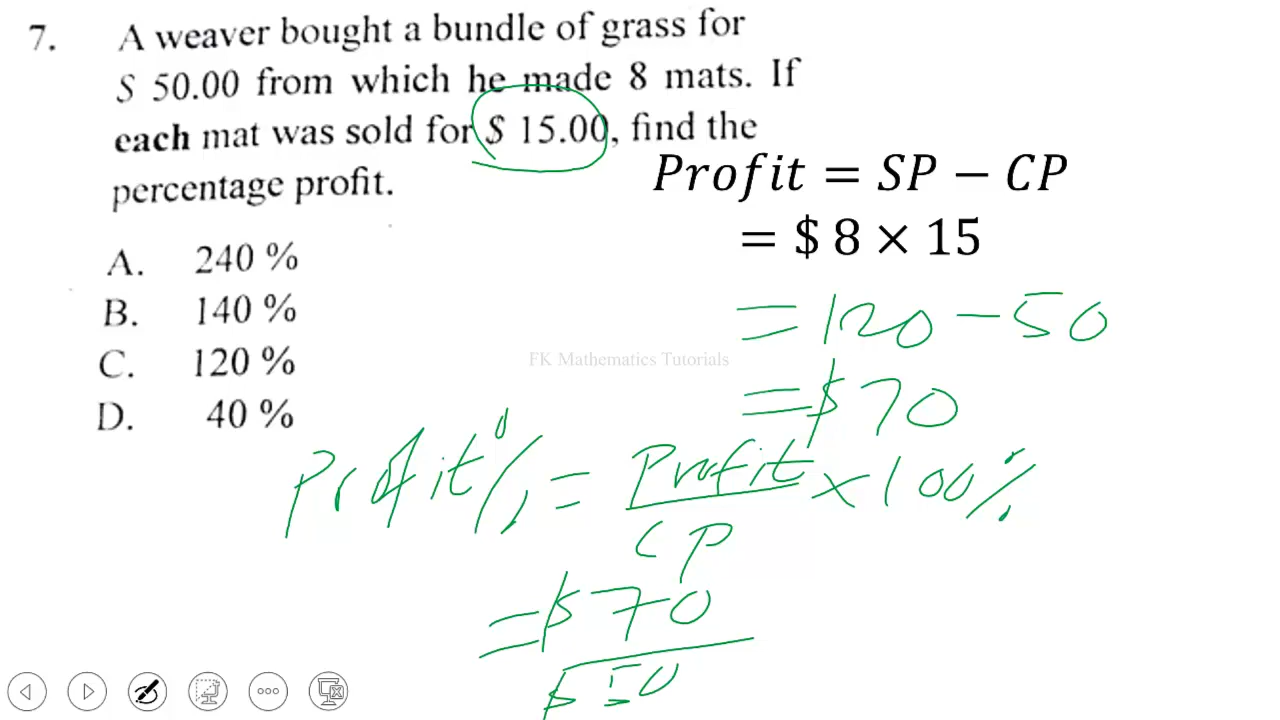 7. A weaver bought a bundle of grass for
$ 50.00 from which he made 8 mats. If
each mat was sold for $ 15.00, find the
percentage profit.
A. 240 %
B. 140 %
C. 120 %
D. 40 %
Profit = SP − CP
= $ 8 × 15
= 120 − 50
= $70
FK Mathematics Tutorials
Profit % = Profit / CP × 100%
= $70 / $50